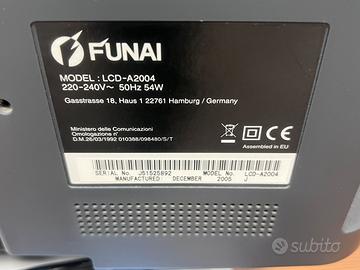 FUNAI
MODEL : LCD-A2004
220-240V～ 50Hz 54W
Gasstrasse 18, Haus 1 22761 Hamburg / Germany
Ministero delle Comunicazioni
Omologazione n°
D.M.26/03/1992 010388/098480/S/T
Assembled in EU
SERIAL No. J51525892 MODEL No. LCD-A2004
MANUFACTURED: DECEMBER 2005 J
subito